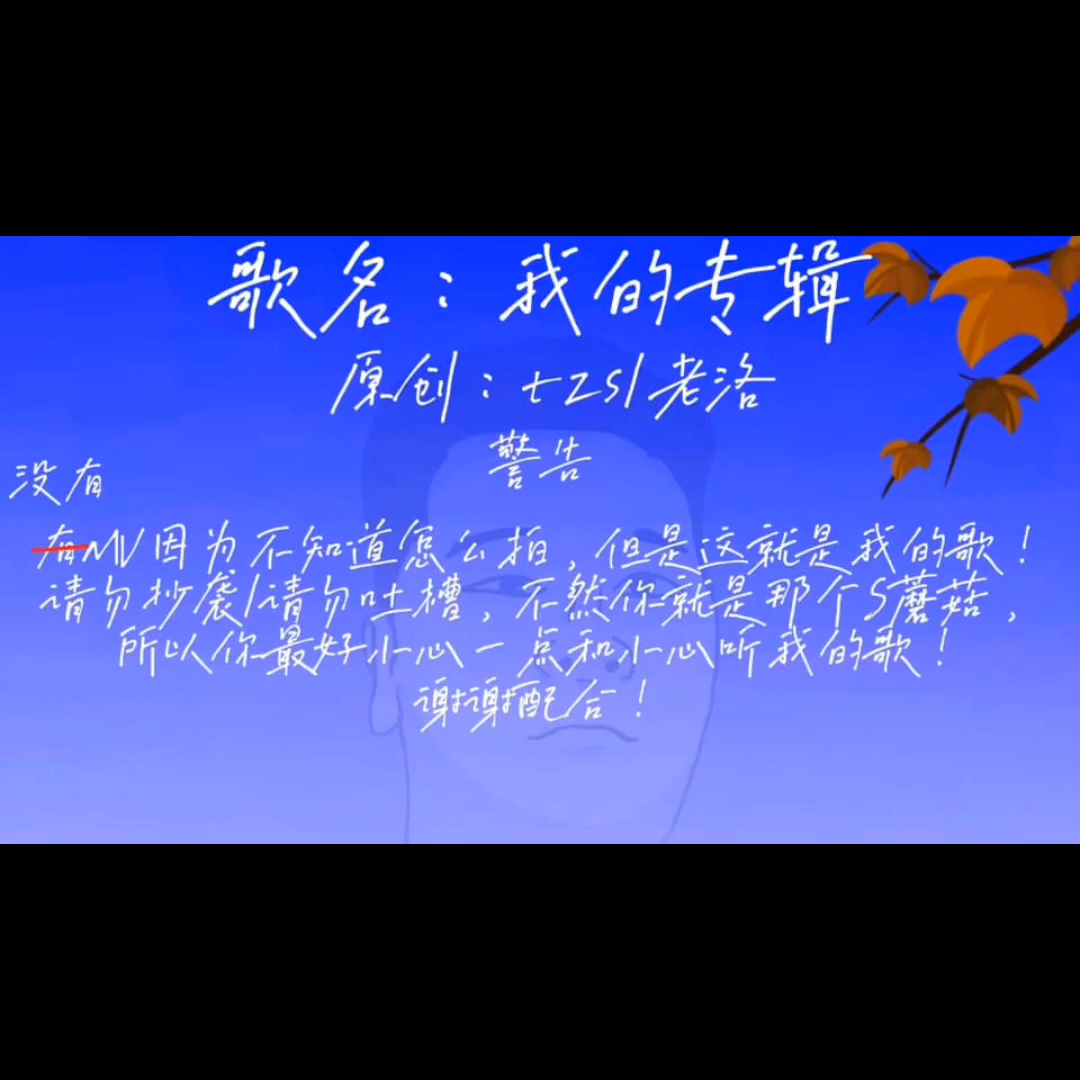 歌名：我的专辑
原创：tzsl老洛
警告
没有
有MV因为不知道怎么拍，但是这就是我的歌！
请勿抄袭/请勿吐槽，不然你就是那个S蘑菇，
所以你最好小心一点和小心听我的歌！
谢谢配合！